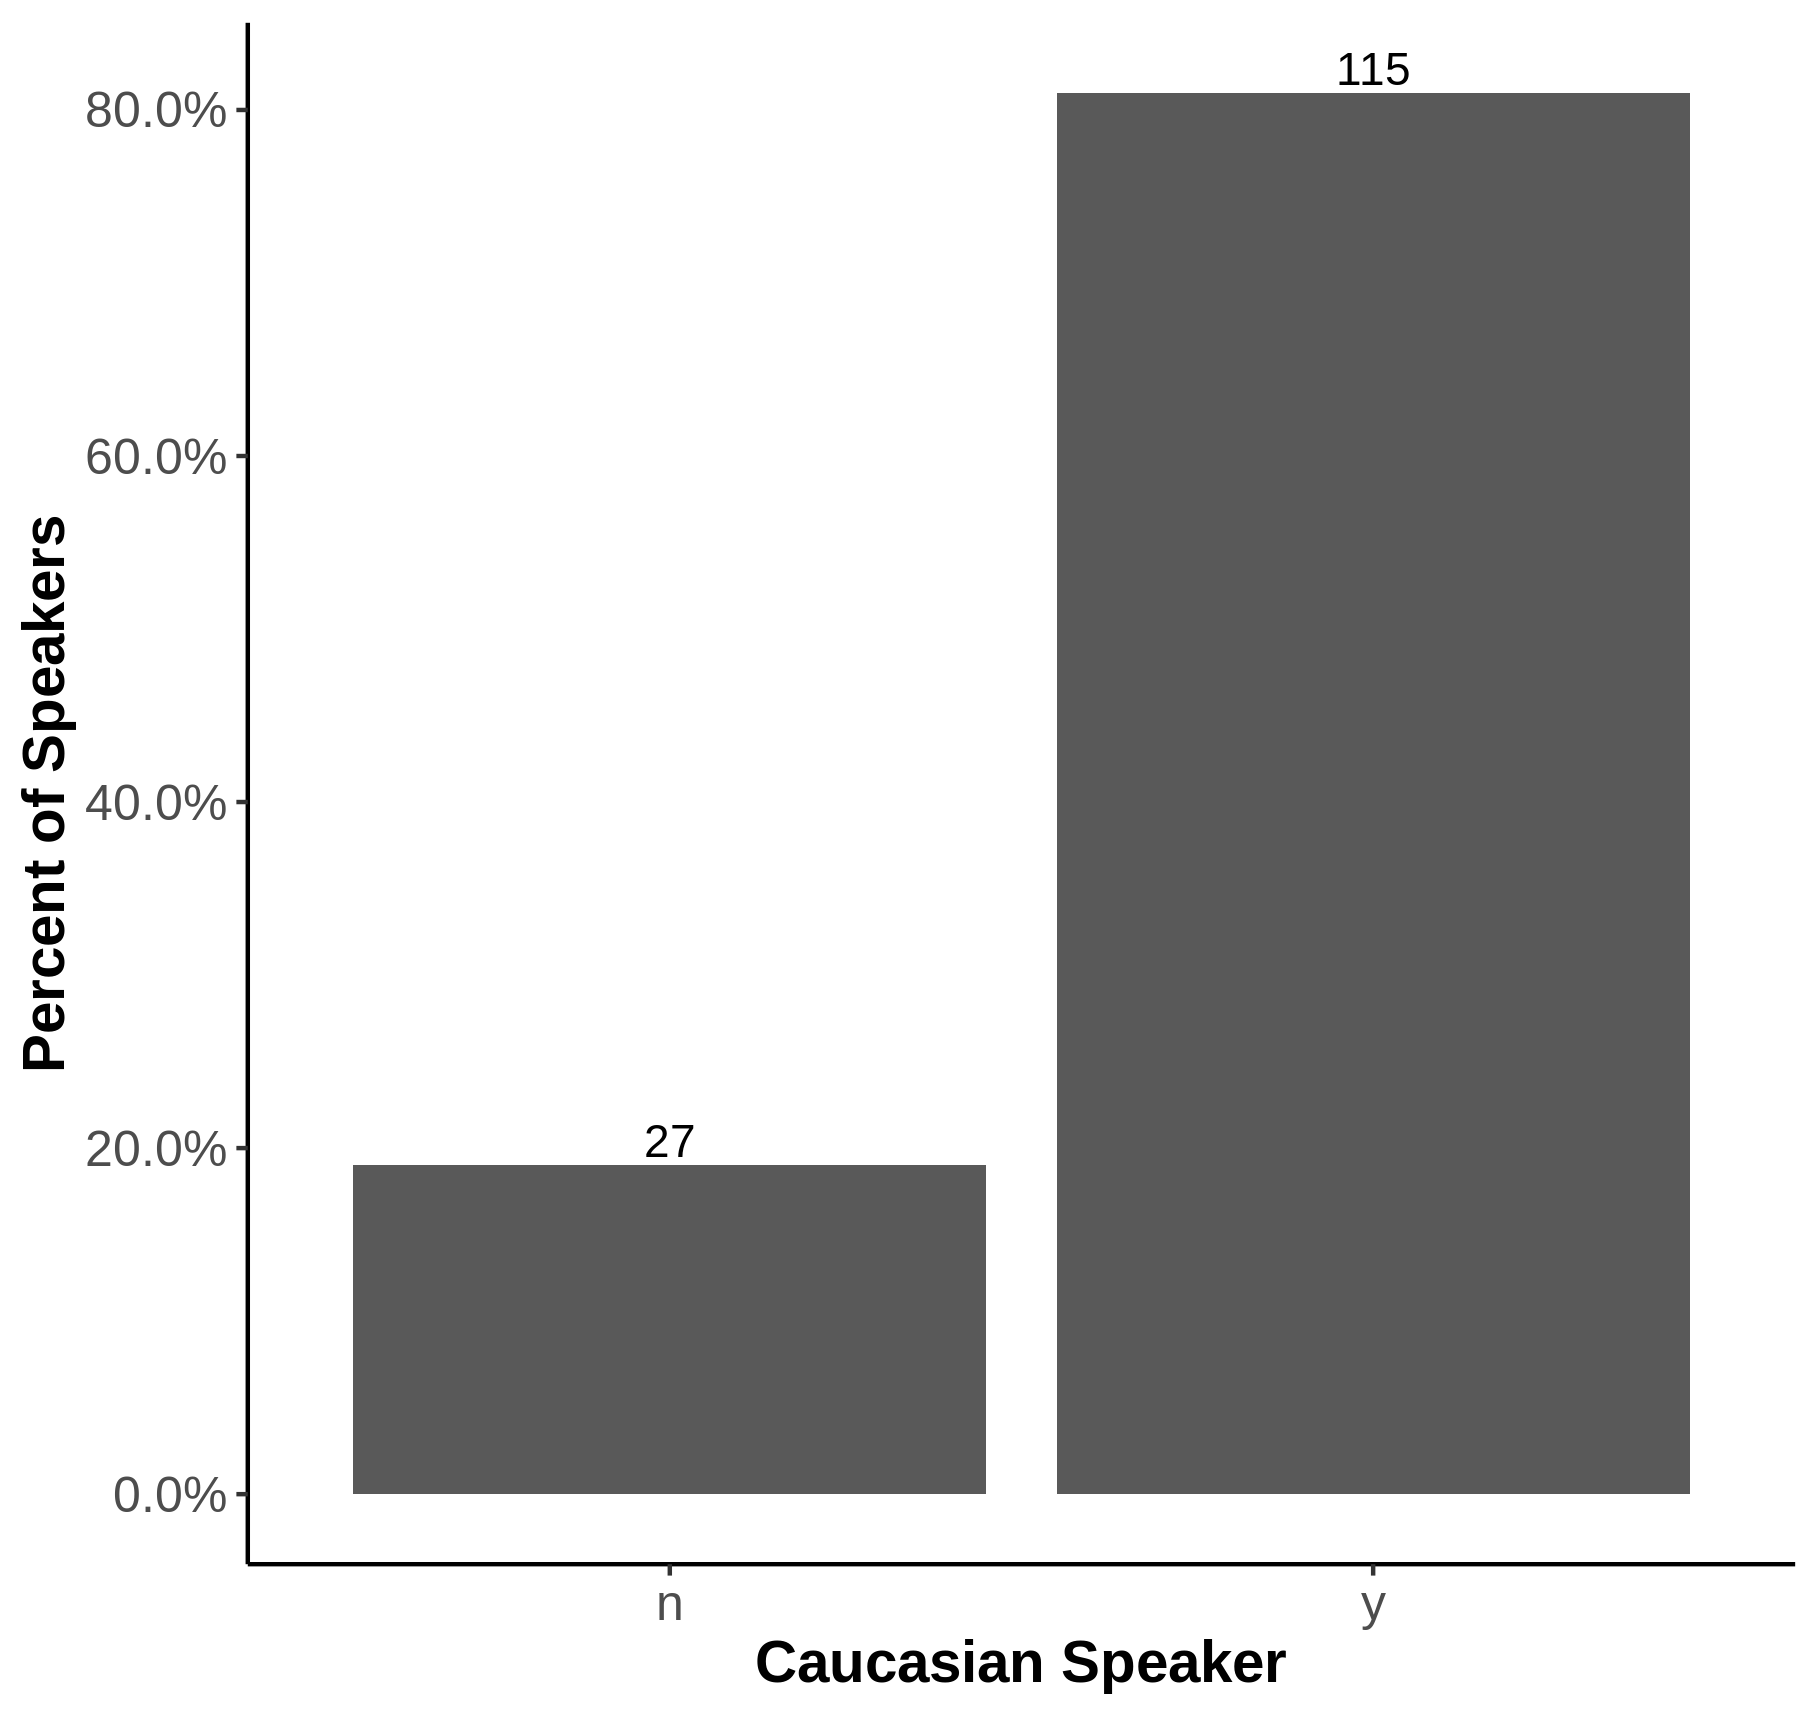 115
80.0%
60.0%
40.0%
27
20.0%
0.0%
n
y
Caucasian Speaker
Percent of Speakers